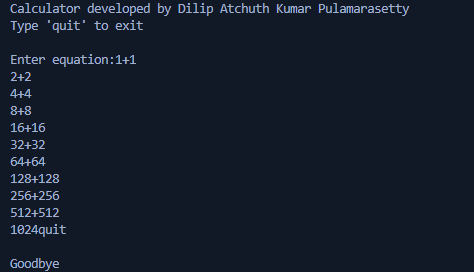 Calculator developed by Dilip Atchuth Kumar Pulamarasetty
Type 'quit' to exit
Enter equation:1+1
2+2
4+4
8+8
16+16
32+32
64+64
128+128
256+256
512+512
1024quit
Goodbye